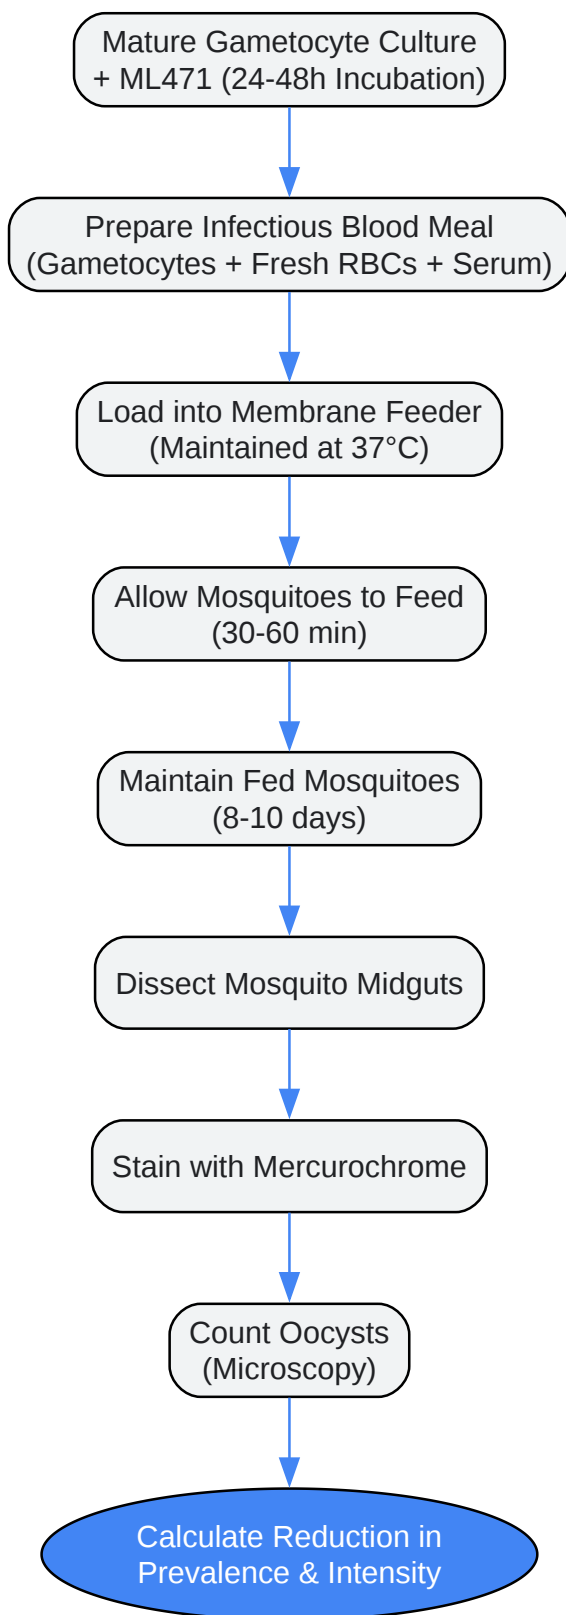 Mature Gametocyte Culture
+ ML471 (24-48h Incubation)
Prepare Infectious Blood Meal
(Gametocytes + Fresh RBCs + Serum)
Load into Membrane Feeder
(Maintained at 37°C)
Allow Mosquitoes to Feed
(30-60 min)
Maintain Fed Mosquitoes
(8-10 days)
Dissect Mosquito Midguts
Stain with Mercurochrome
Count Oocysts
(Microscopy)
Calculate Reduction in
Prevalence & Intensity